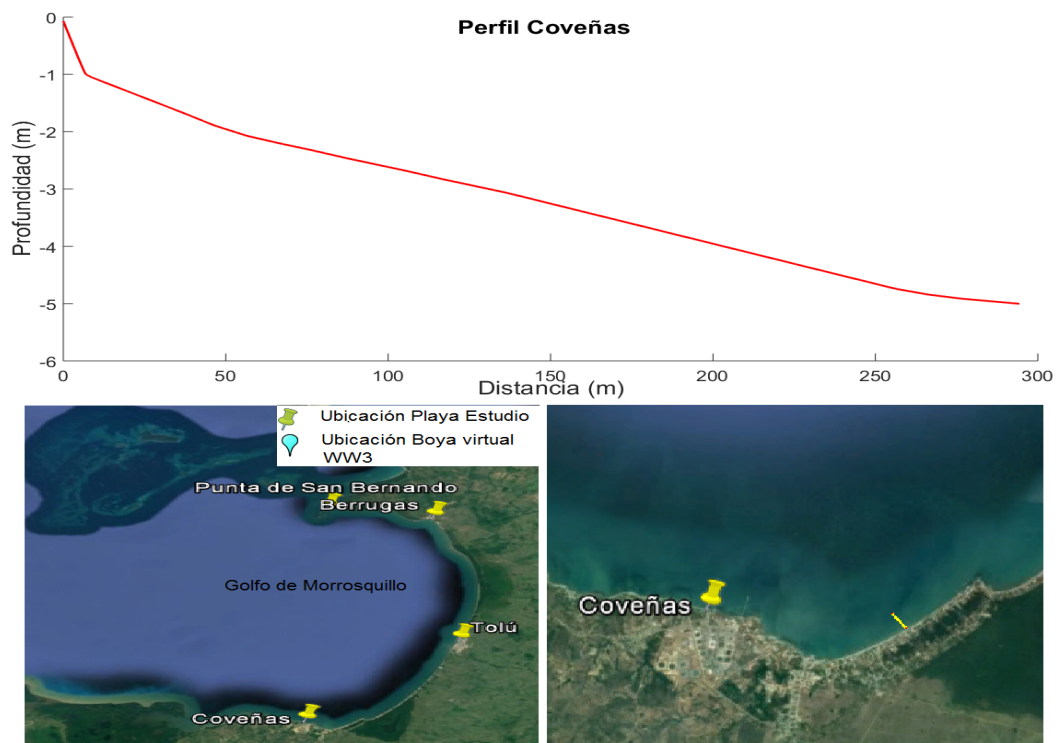 Perfil Coveñas
0
-1
-2
-3
-4
-5
-6
Profundidad (m)
0 50 100 150 200 250 300
Distancia (m)
Ubicación Playa Estudio
Ubicación Boya virtual
WW3
Punta de San Bernando
Berrugas
Golfo de Morrosquillo
Tolú
Coveñas
Coveñas